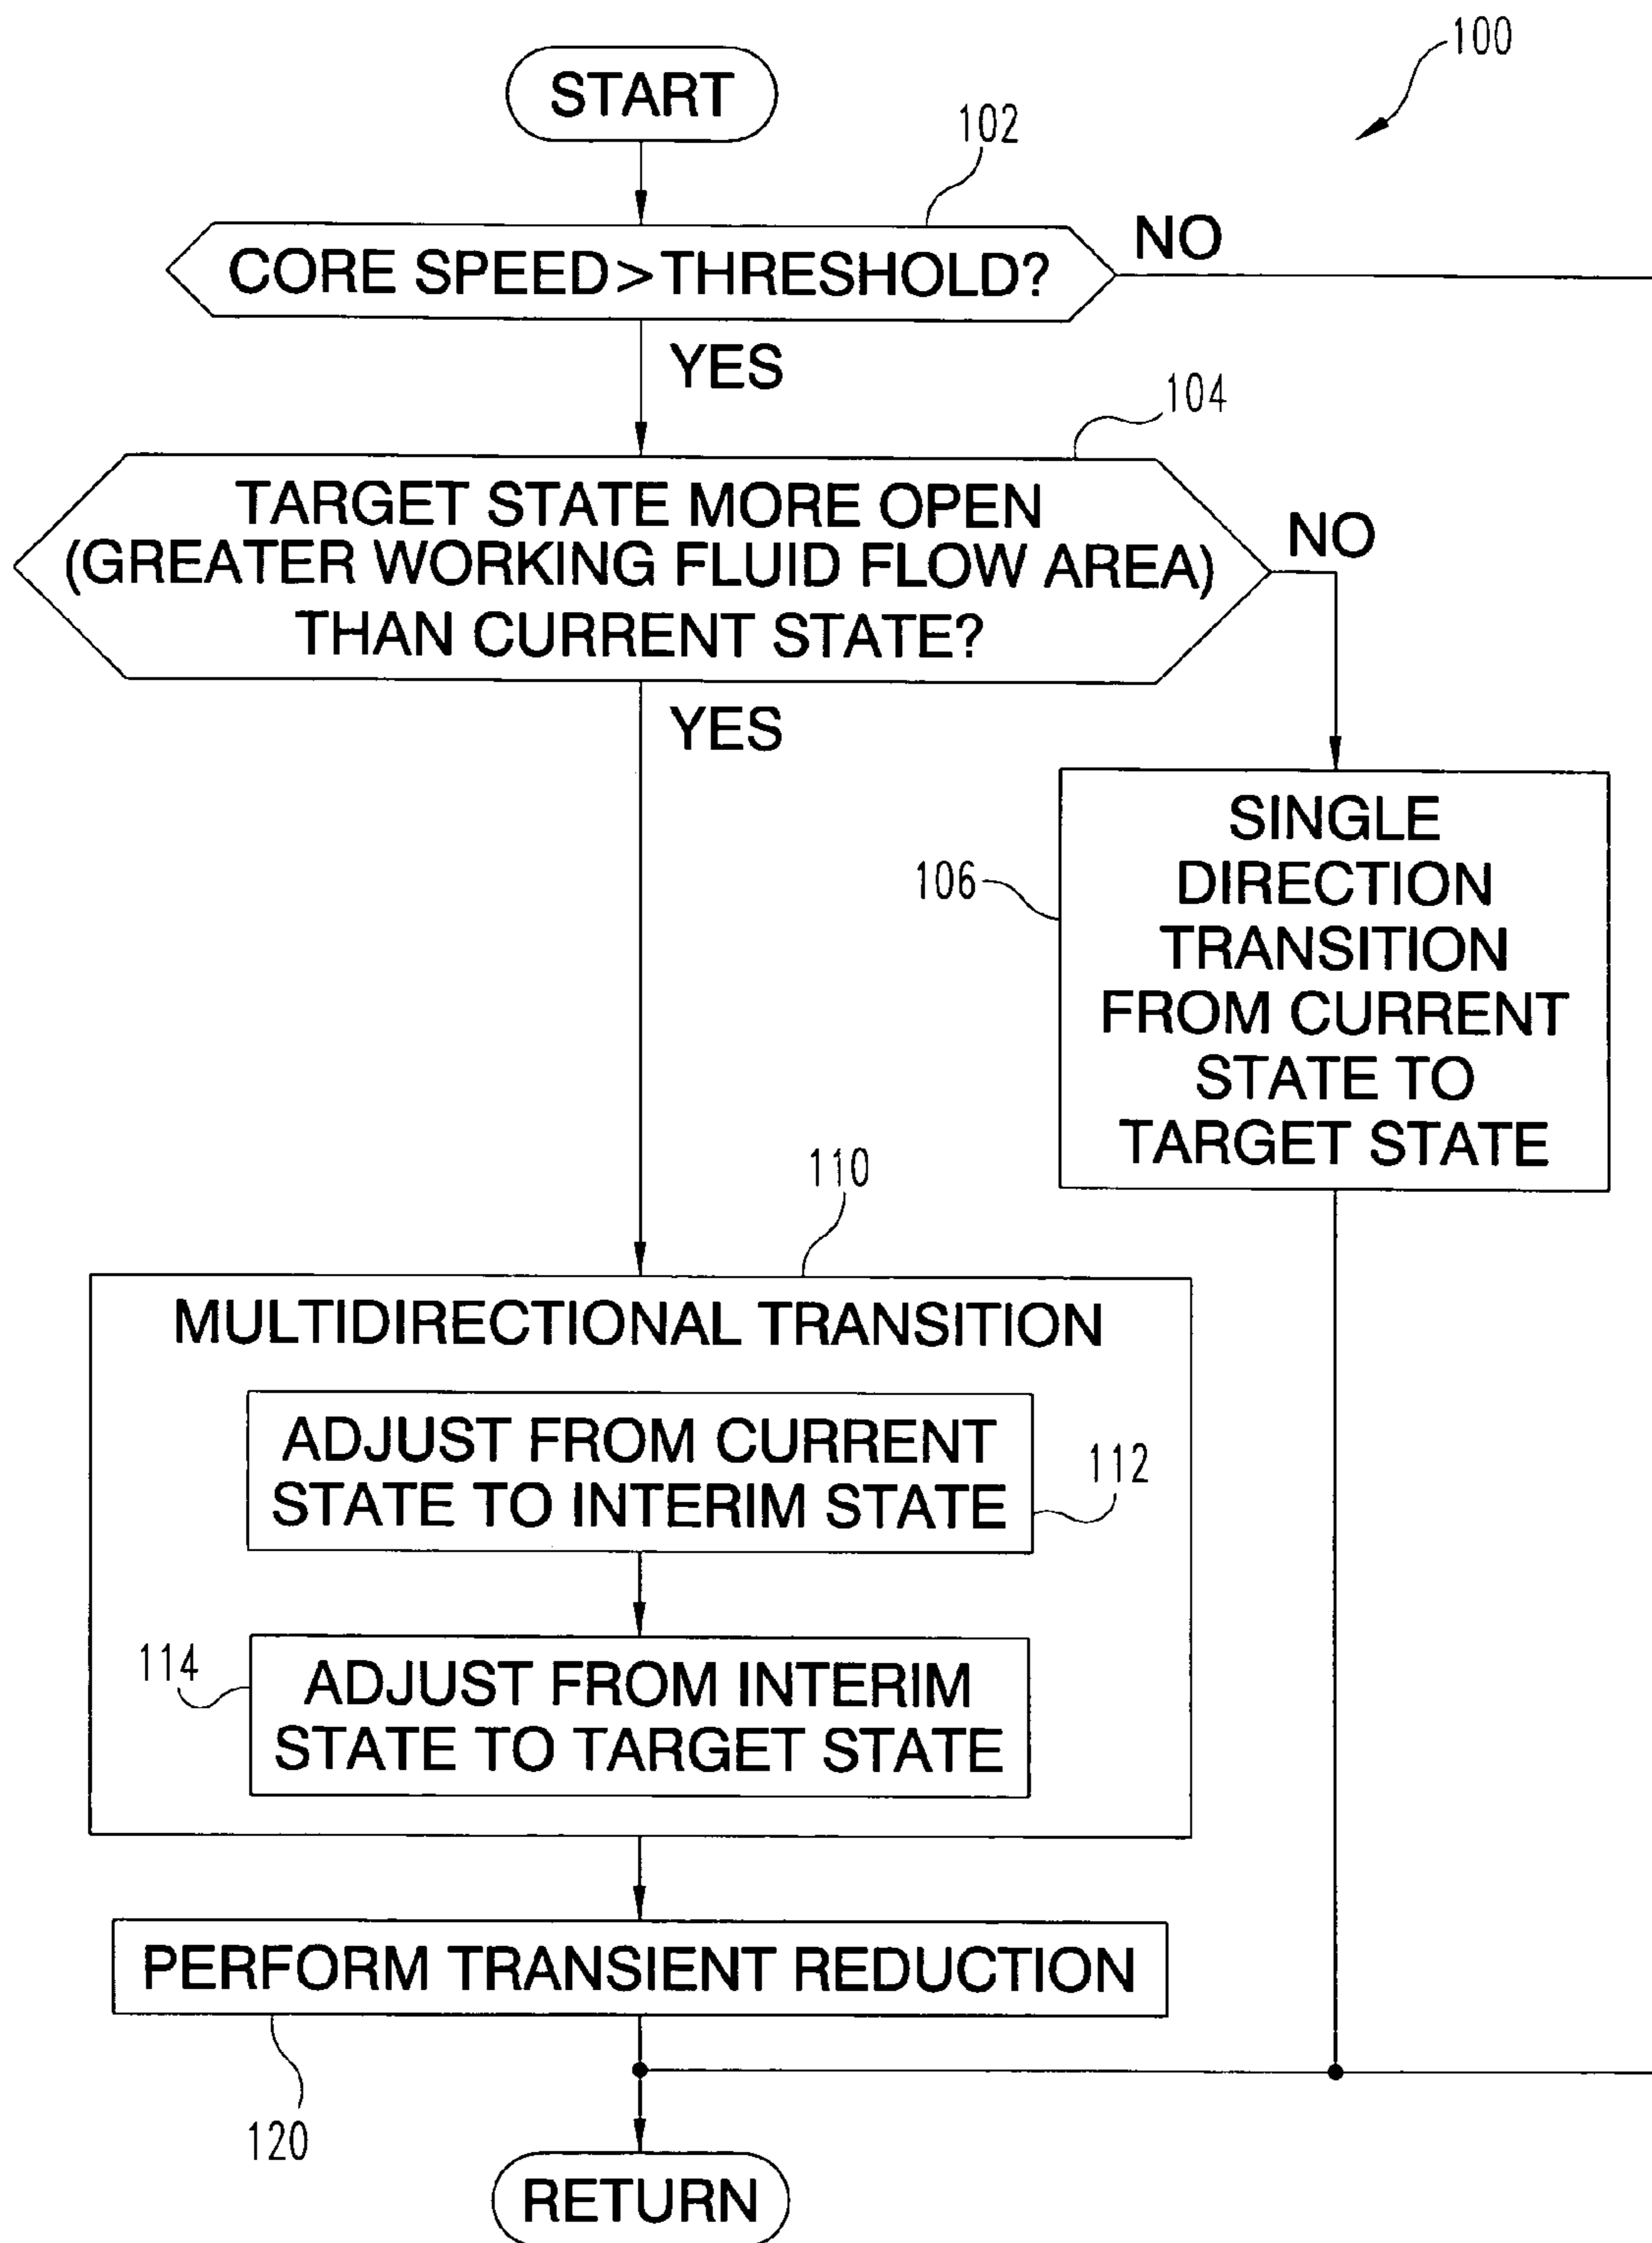 100
START
102
CORE SPEED>THRESHOLD?
NO
YES
104
TARGET STATE MORE OPEN
(GREATER WORKING FLUID FLOW AREA)
THAN CURRENT STATE?
NO
YES
106
SINGLE
DIRECTION
TRANSITION
FROM CURRENT
STATE TO
TARGET STATE
110
MULTIDIRECTIONAL TRANSITION
ADJUST FROM CURRENT
STATE TO INTERIM STATE
112
114
ADJUST FROM INTERIM
STATE TO TARGET STATE
PERFORM TRANSIENT REDUCTION
120
RETURN